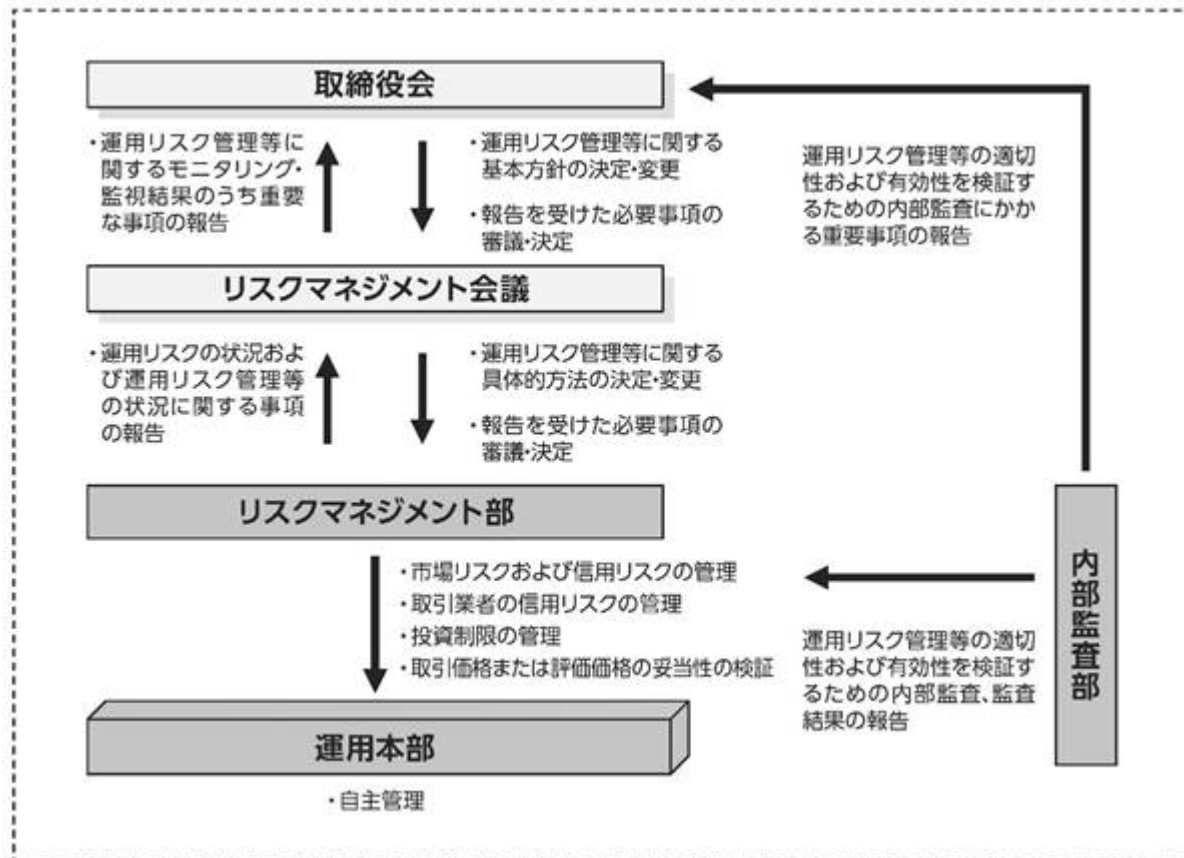 取締役会
・運用リスク管理等に
関するモニタリング・
監視結果のうち重要
な事項の報告
・運用リスク管理等に関する
基本方針の決定・変更
・報告を受けた必要事項の
審議・決定
運用リスク管理等の適切
性および有効性を検証す
るための内部監査にかか
る重要事項の報告
リスクマネジメント会議
・運用リスクの状況およ
び運用リスク管理等
の状況に関する事項
の報告
・運用リスク管理等に関する
具体的方法の決定・変更
・報告を受けた必要事項の
審議・決定
リスクマネジメント部
・市場リスクおよび信用リスクの管理
・取引業者の信用リスクの管理
・投資制限の管理
・取引価格または評価価格の妥当性の検証
運用リスク管理等の適切
性および有効性を検証す
るための内部監査、監査
結果の報告
内部監査部
運用本部
・自主管理